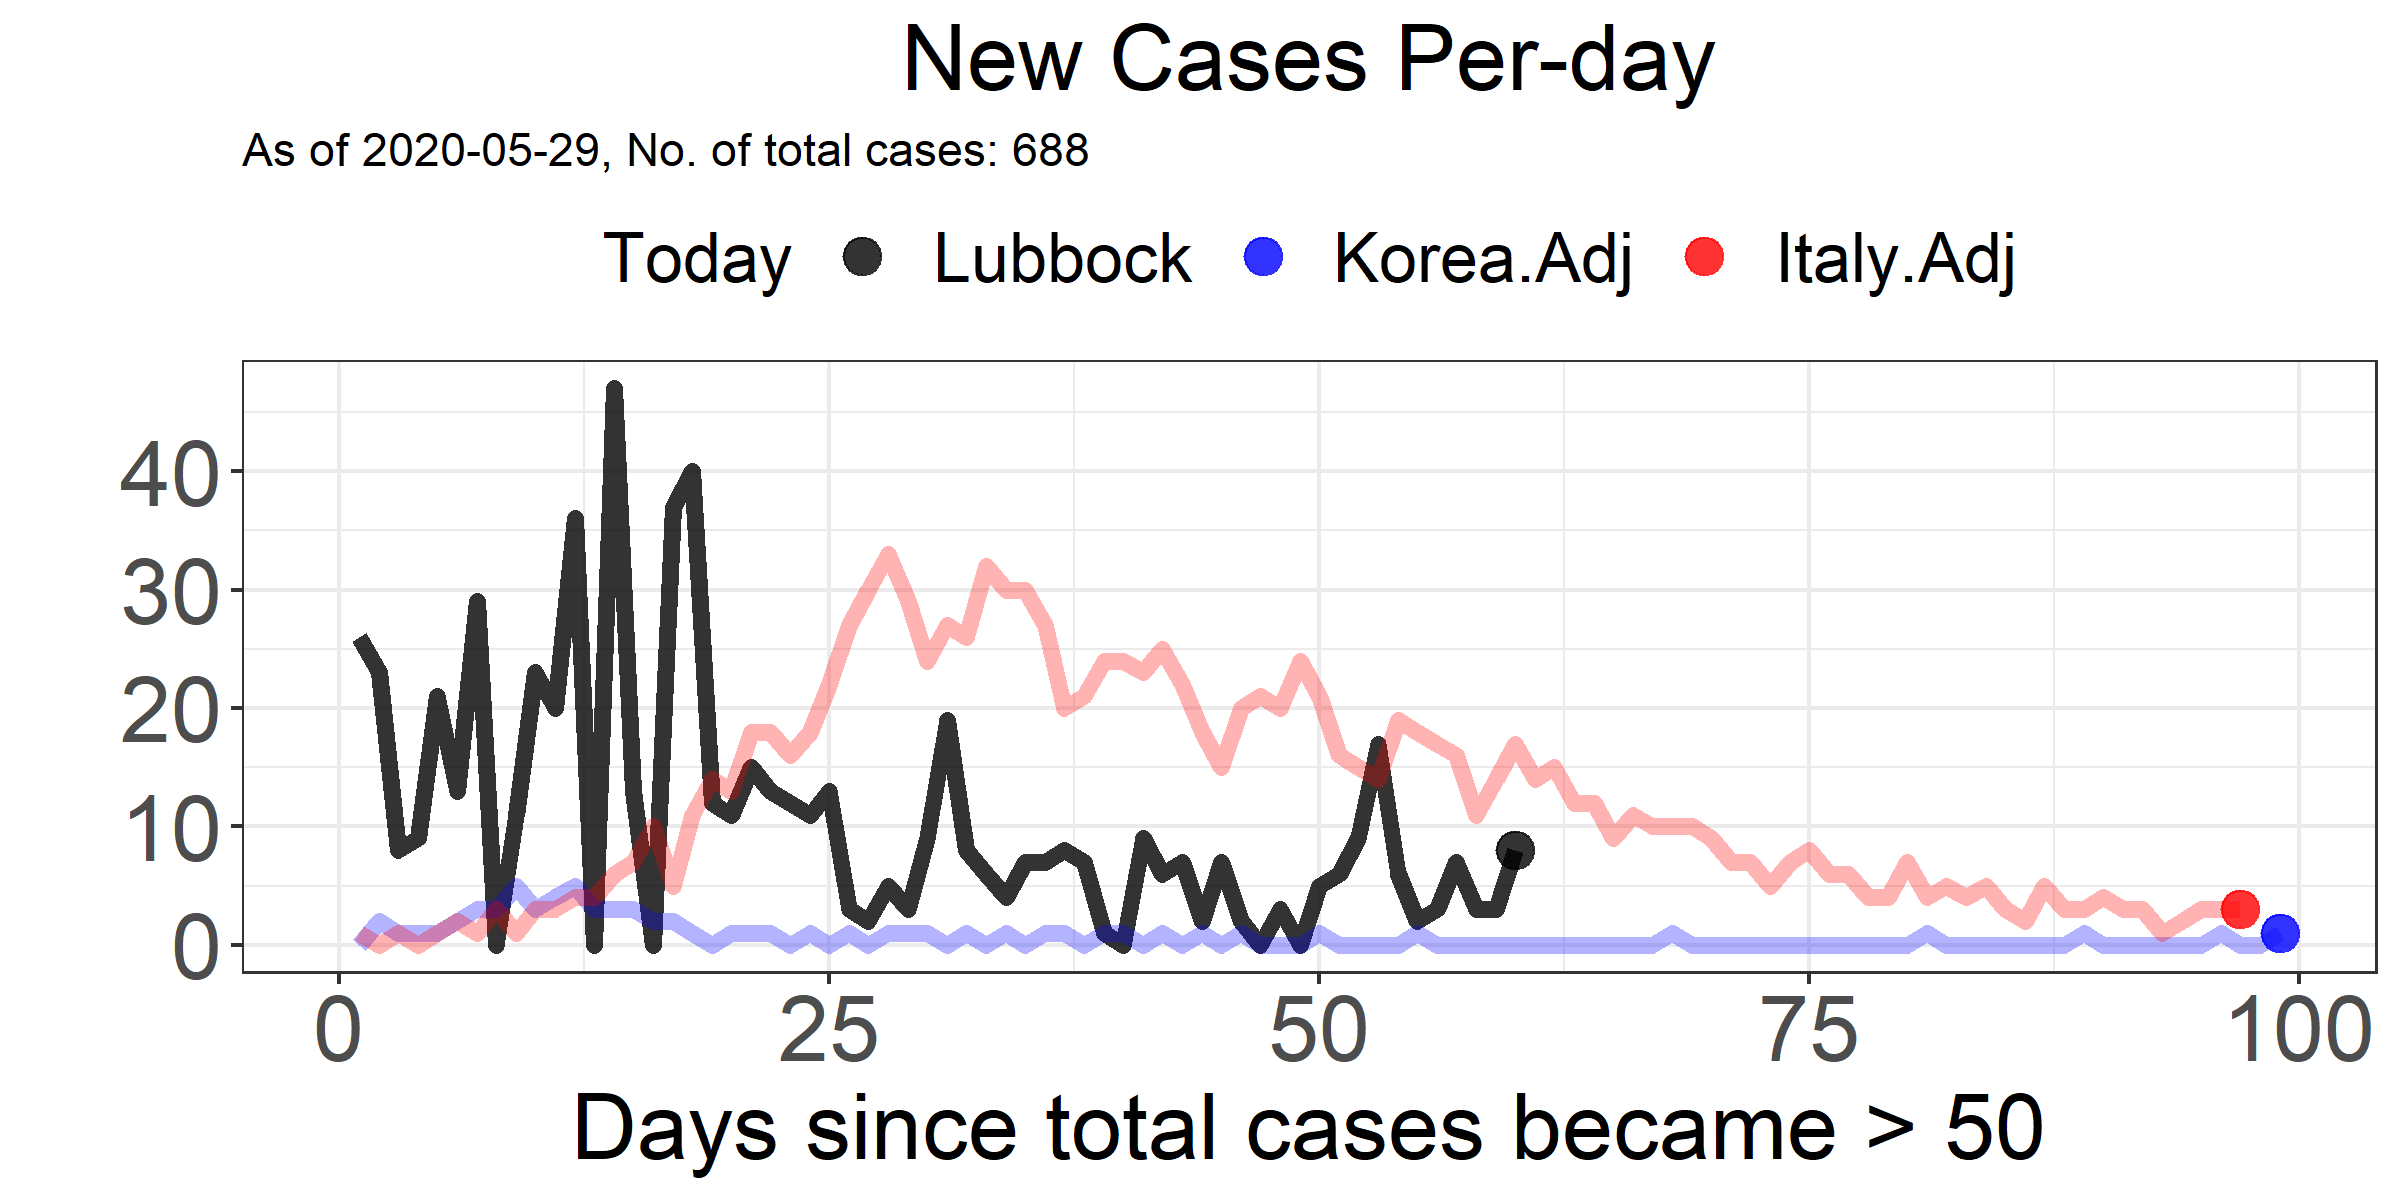 New Cases Per-day
As of 2020-05-29, No. of total cases: 688
Today Lubbock Korea.Adj Italy.Adj
40
30
20
10
0
0 25 50 75 100
Days since total cases became > 50